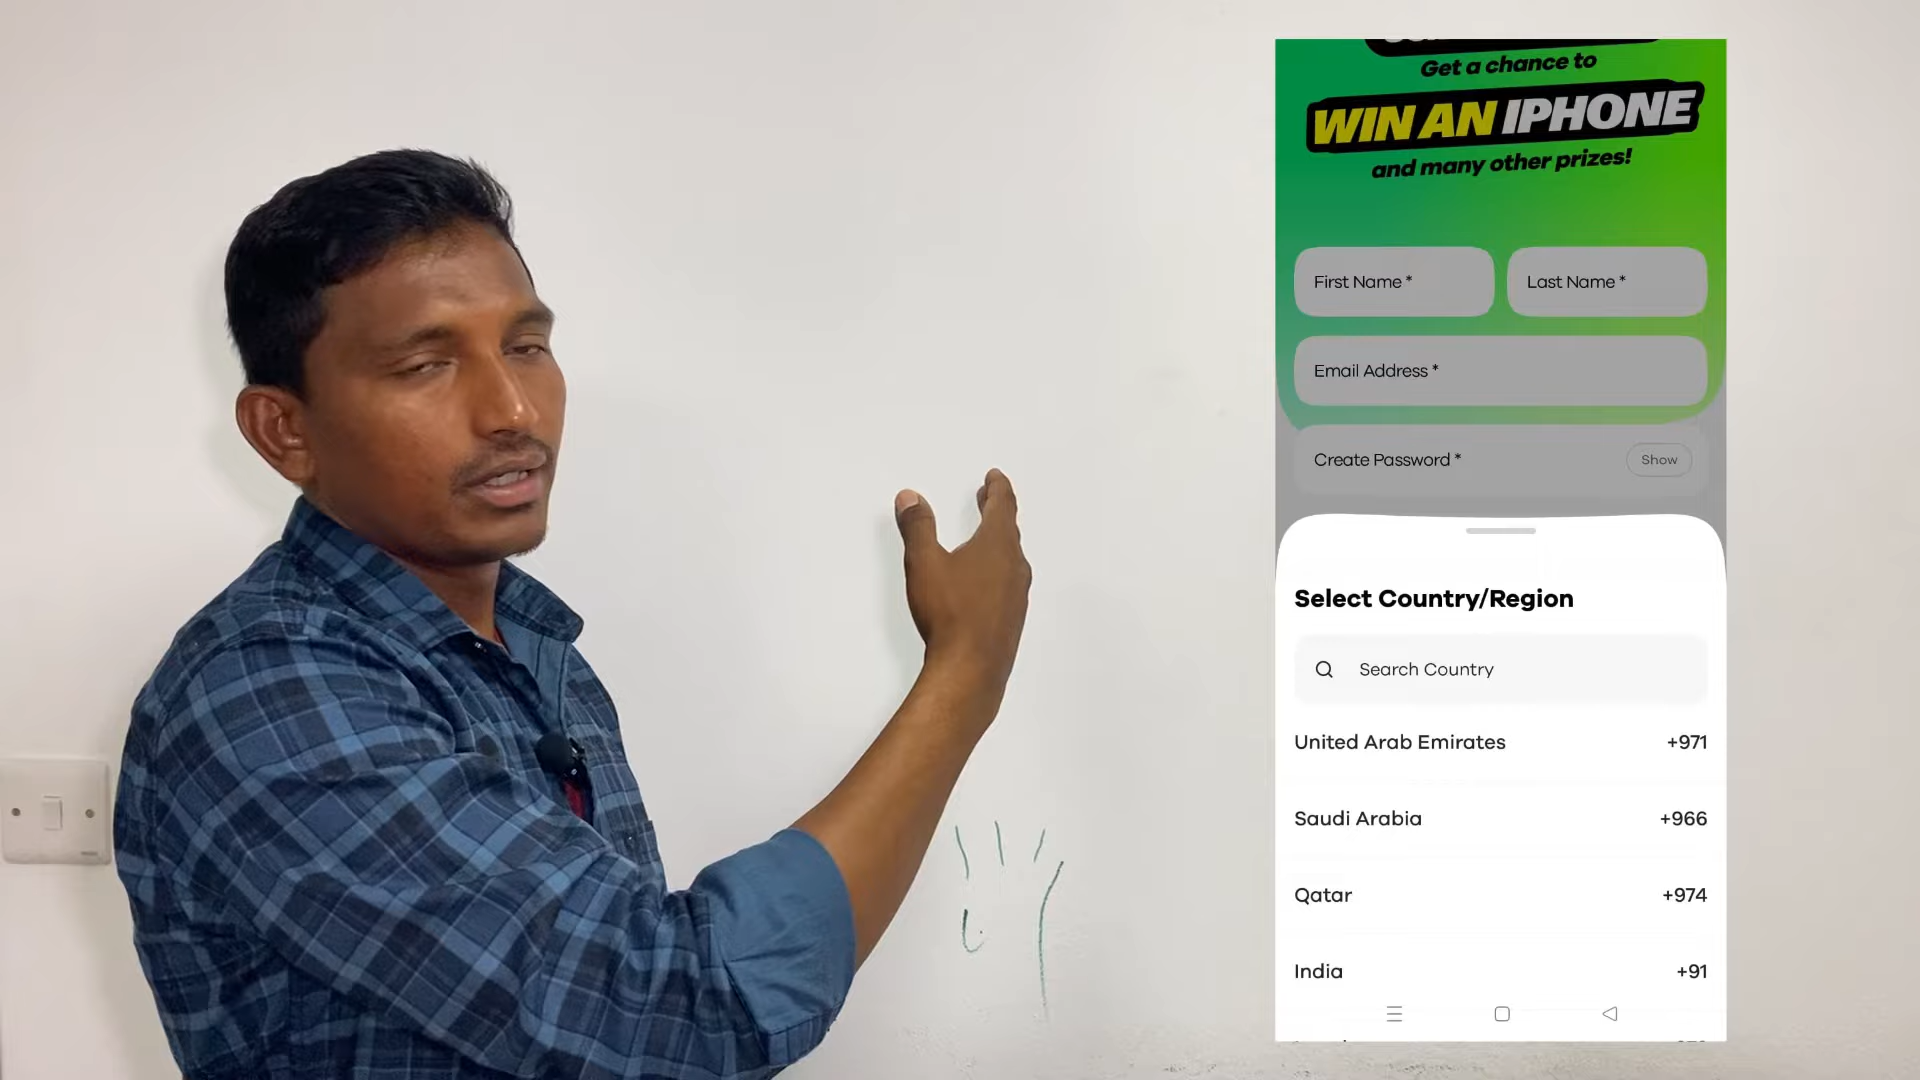 Get a chance to
WIN AN IPHONE
and many other prizes!
First Name * Last Name *
Email Address *
Create Password * Show
Select Country/Region
Search Country
United Arab Emirates +971
Saudi Arabia +966
Qatar +974
India +91